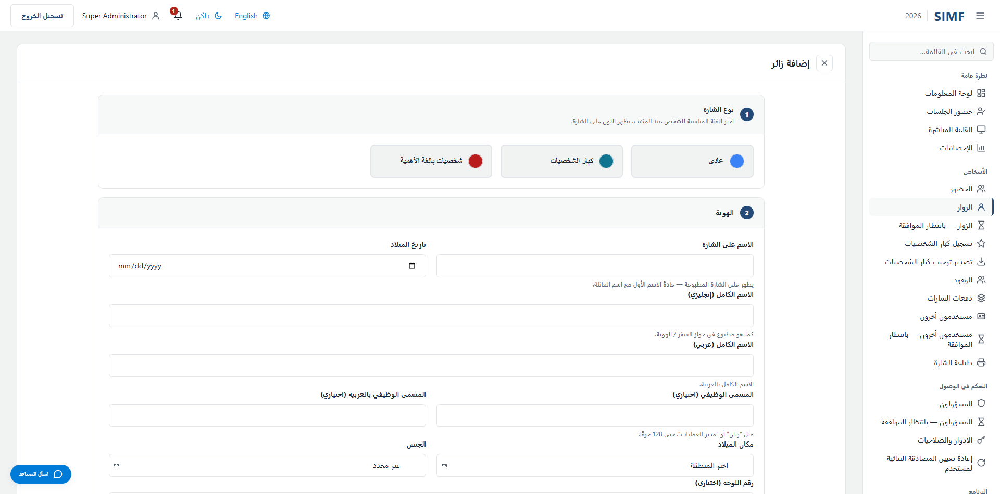 SIMF
2026
English
داكن
1
Super Administrator
تسجيل الخروج
ابحث في القائمة...
نظرة عامة
لوحة المعلومات
حضور الجلسات
القاعة المباشرة
الإحصائيات
الأشخاص
الحضور
الزوار
الزوار — بانتظار الموافقة
تسجيل كبار الشخصيات
تصدير ترحيب كبار الشخصيات
الوفود
دفعات الشارات
مستخدمون آخرون
مستخدمون آخرون — بانتظار
الموافقة
طباعة الشارة
التحكم في الوصول
المسؤولون
المسؤولون — بانتظار الموافقة
الأدوار والصلاحيات
إعادة تعيين المصادقة الثنائية
لمستخدم
البرنامج
إضافة زائر
1
نوع الشارة
اختر الفئة المناسبة للشخص عند المكتب. يظهر اللون على الشارة.
عادي
كبار الشخصيات
شخصيات بالغة الأهمية
2
الهوية
الاسم على الشارة
تاريخ الميلاد
mm/dd/yyyy
يظهر على الشارة المطبوعة — عادةً الاسم الأول مع اسم العائلة.
الاسم الكامل (إنجليزي)
كما هو مطبوع في جواز السفر / الهوية.
الاسم الكامل (عربي)
الاسم الكامل بالعربية.
المسمى الوظيفي (اختياري)
المسمى الوظيفي بالعربية (اختياري)
مثل "ربان" أو "مدير العمليات". حتى 128 حرفًا.
مكان الميلاد
الجنس
اختر المنطقة
غير محدد
رقم اللوحة (اختياري)
اسأل المساعد